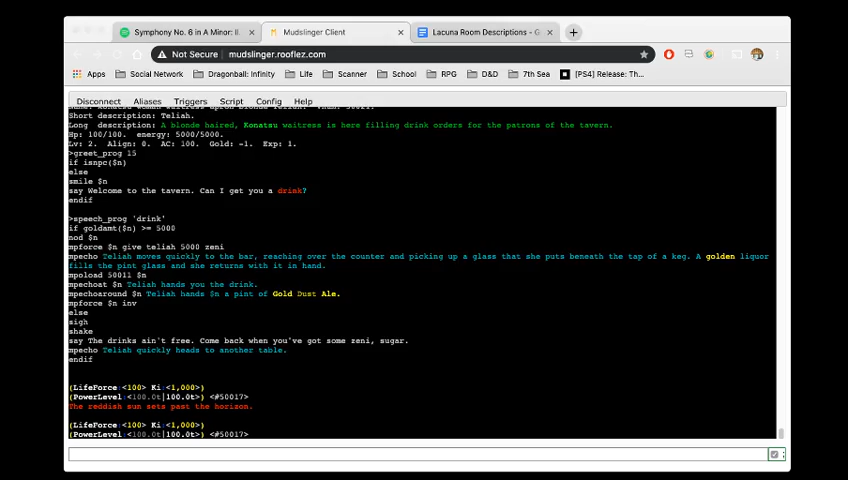 Symphony No. 6 in A Minor: II.
Mudslinger Client
Lacuna Room Descriptions - G
Not Secure | mudslinger.rooflez.com
Apps Social Network Dragonball: Infinity Life Scanner School RPG D&D 7th Sea [PS4] Release: Th...
Disconnect Aliases Triggers Script Config Help
Short description: Teliah.
Long description: A blonde haired, Konatsu waitress is here filling drink orders for the patrons of the tavern.
Hp: 100/100. energy: 5000/5000.
Lv: 2. Align: 0. AC: 100. Gold: -1. Exp: 1.
>greet_prog 15
if isnpc($n)
else
smile $n
say Welcome to the tavern. Can I get you a drink?
endif
>speech_prog 'drink'
if goldamt($n) >= 5000
nod $n
mpforce $n give teliah 5000 zeni
mpecho Teliah moves quickly to the bar, reaching over the counter and picking up a glass that she puts beneath the tap of a keg. A golden liquor
fills the pint glass and she returns with it in hand.
mpoload 50011 $n
mpechoat $n Teliah hands you the drink.
mpechoaround $n Teliah hands $n a pint of Gold Dust Ale.
mpforce $n inv
else
sigh
shake
say The drinks ain't free. Come back when you've got some zeni, sugar.
mpecho Teliah quickly heads to another table.
endif
(LifeForce:<100> Ki:<1,000>)
(PowerLevel:<100.0t|100.0t>) <#50017>
The reddish sun sets past the horizon.
(LifeForce:<100> Ki:<1,000>)
(PowerLevel:<100.0t|100.0t>) <#50017>